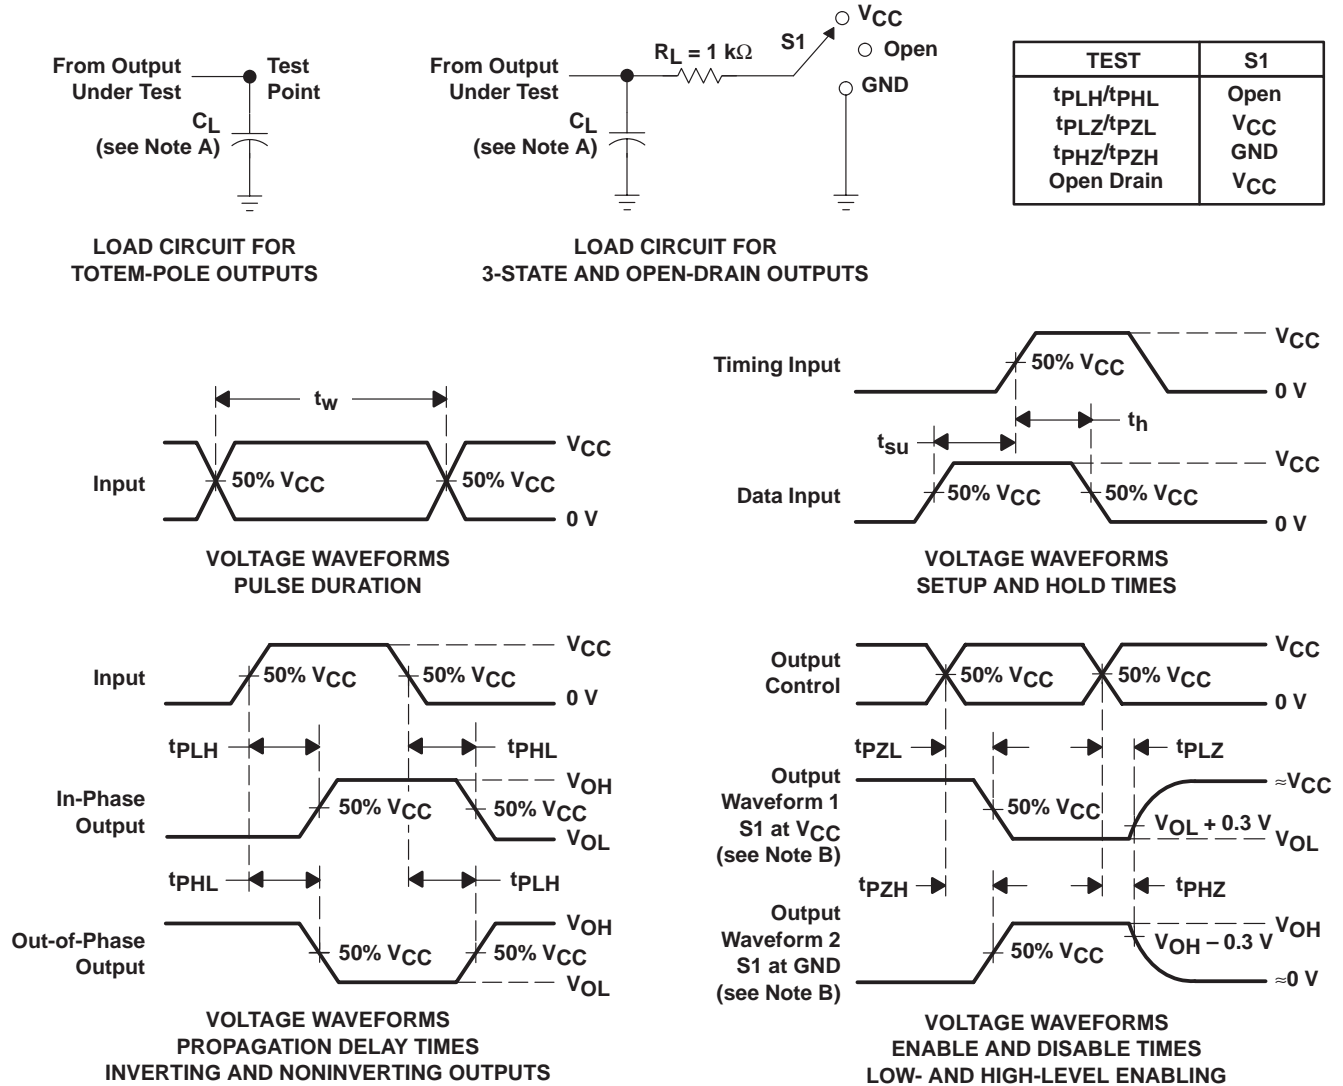 From Output
Under Test
Test
Point
CL
(see Note A)
LOAD CIRCUIT FOR
TOTEM-POLE OUTPUTS
From Output
Under Test
RL = 1 kΩ
S1
VCC
Open
GND
CL
(see Note A)
LOAD CIRCUIT FOR
3-STATE AND OPEN-DRAIN OUTPUTS
TEST S1
tPLH/tPHL Open
tPLZ/tPZL VCC
tPHZ/tPZH GND
Open Drain VCC
tw
Input
50% VCC
50% VCC
VCC
0 V
VOLTAGE WAVEFORMS
PULSE DURATION
Timing Input
50% VCC
VCC
0 V
tsu
th
Data Input
50% VCC
50% VCC
VCC
0 V
VOLTAGE WAVEFORMS
SETUP AND HOLD TIMES
Input
50% VCC
50% VCC
VCC
0 V
tPLH
tPHL
In-Phase
Output
50% VCC
50% VCC
VOH
VOL
tPHL
tPLH
Out-of-Phase
Output
50% VCC
50% VCC
VOH
VOL
VOLTAGE WAVEFORMS
PROPAGATION DELAY TIMES
INVERTING AND NONINVERTING OUTPUTS
Output
Control
50% VCC
50% VCC
VCC
0 V
tPZL
tPLZ
Output
Waveform 1
S1 at VCC
(see Note B)
50% VCC
VOL + 0.3 V
≈VCC
VOL
tPZH
tPHZ
Output
Waveform 2
S1 at GND
(see Note B)
50% VCC
VOH − 0.3 V
VOH
≈0 V
VOLTAGE WAVEFORMS
ENABLE AND DISABLE TIMES
LOW- AND HIGH-LEVEL ENABLING